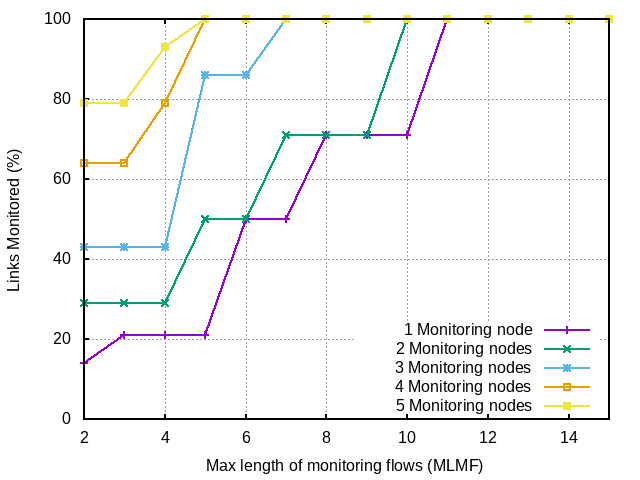 100
80
60
40
20
0
Links Monitored (%)
1 Monitoring node
2 Monitoring nodes
3 Monitoring nodes
4 Monitoring nodes
5 Monitoring nodes
2 4 6 8 10 12 14
Max length of monitoring flows (MLMF)